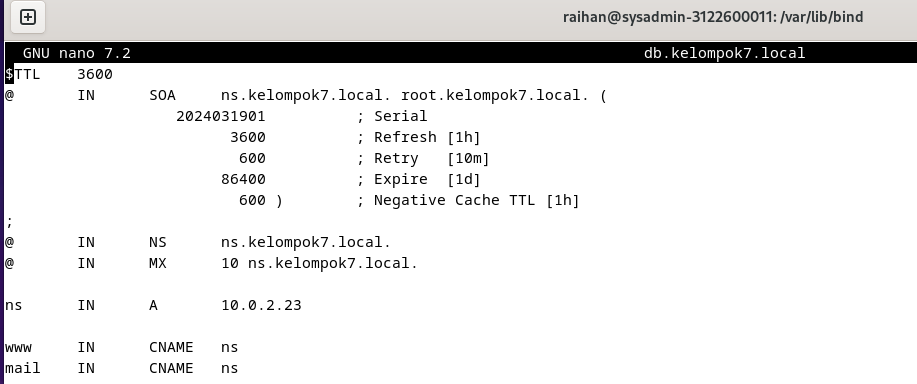 raihan@sysadmin-3122600011: /var/lib/bind
GNU nano 7.2 db.kelompok7.local
$TTL 3600
@ IN SOA ns.kelompok7.local. root.kelompok7.local. (
2024031901 ; Serial
3600 ; Refresh [1h]
600 ; Retry [10m]
86400 ; Expire [1d]
600 ) ; Negative Cache TTL [1h]
;
@ IN NS ns.kelompok7.local.
@ IN MX 10 ns.kelompok7.local.
ns IN A 10.0.2.23
www IN CNAME ns
mail IN CNAME ns